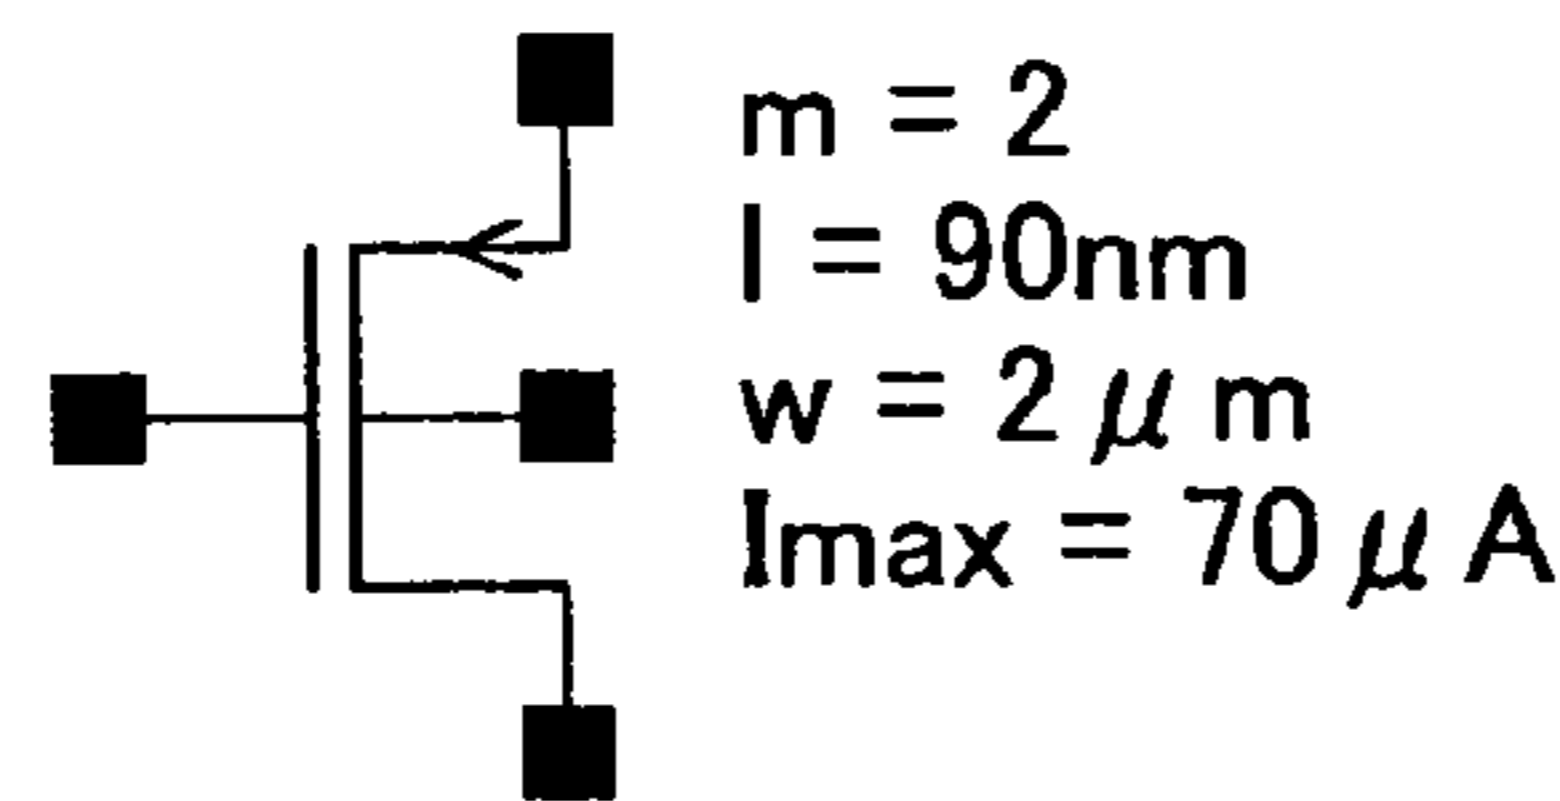 m = 2
l = 90nm
w = 2 μ m
Imax = 70 μ A